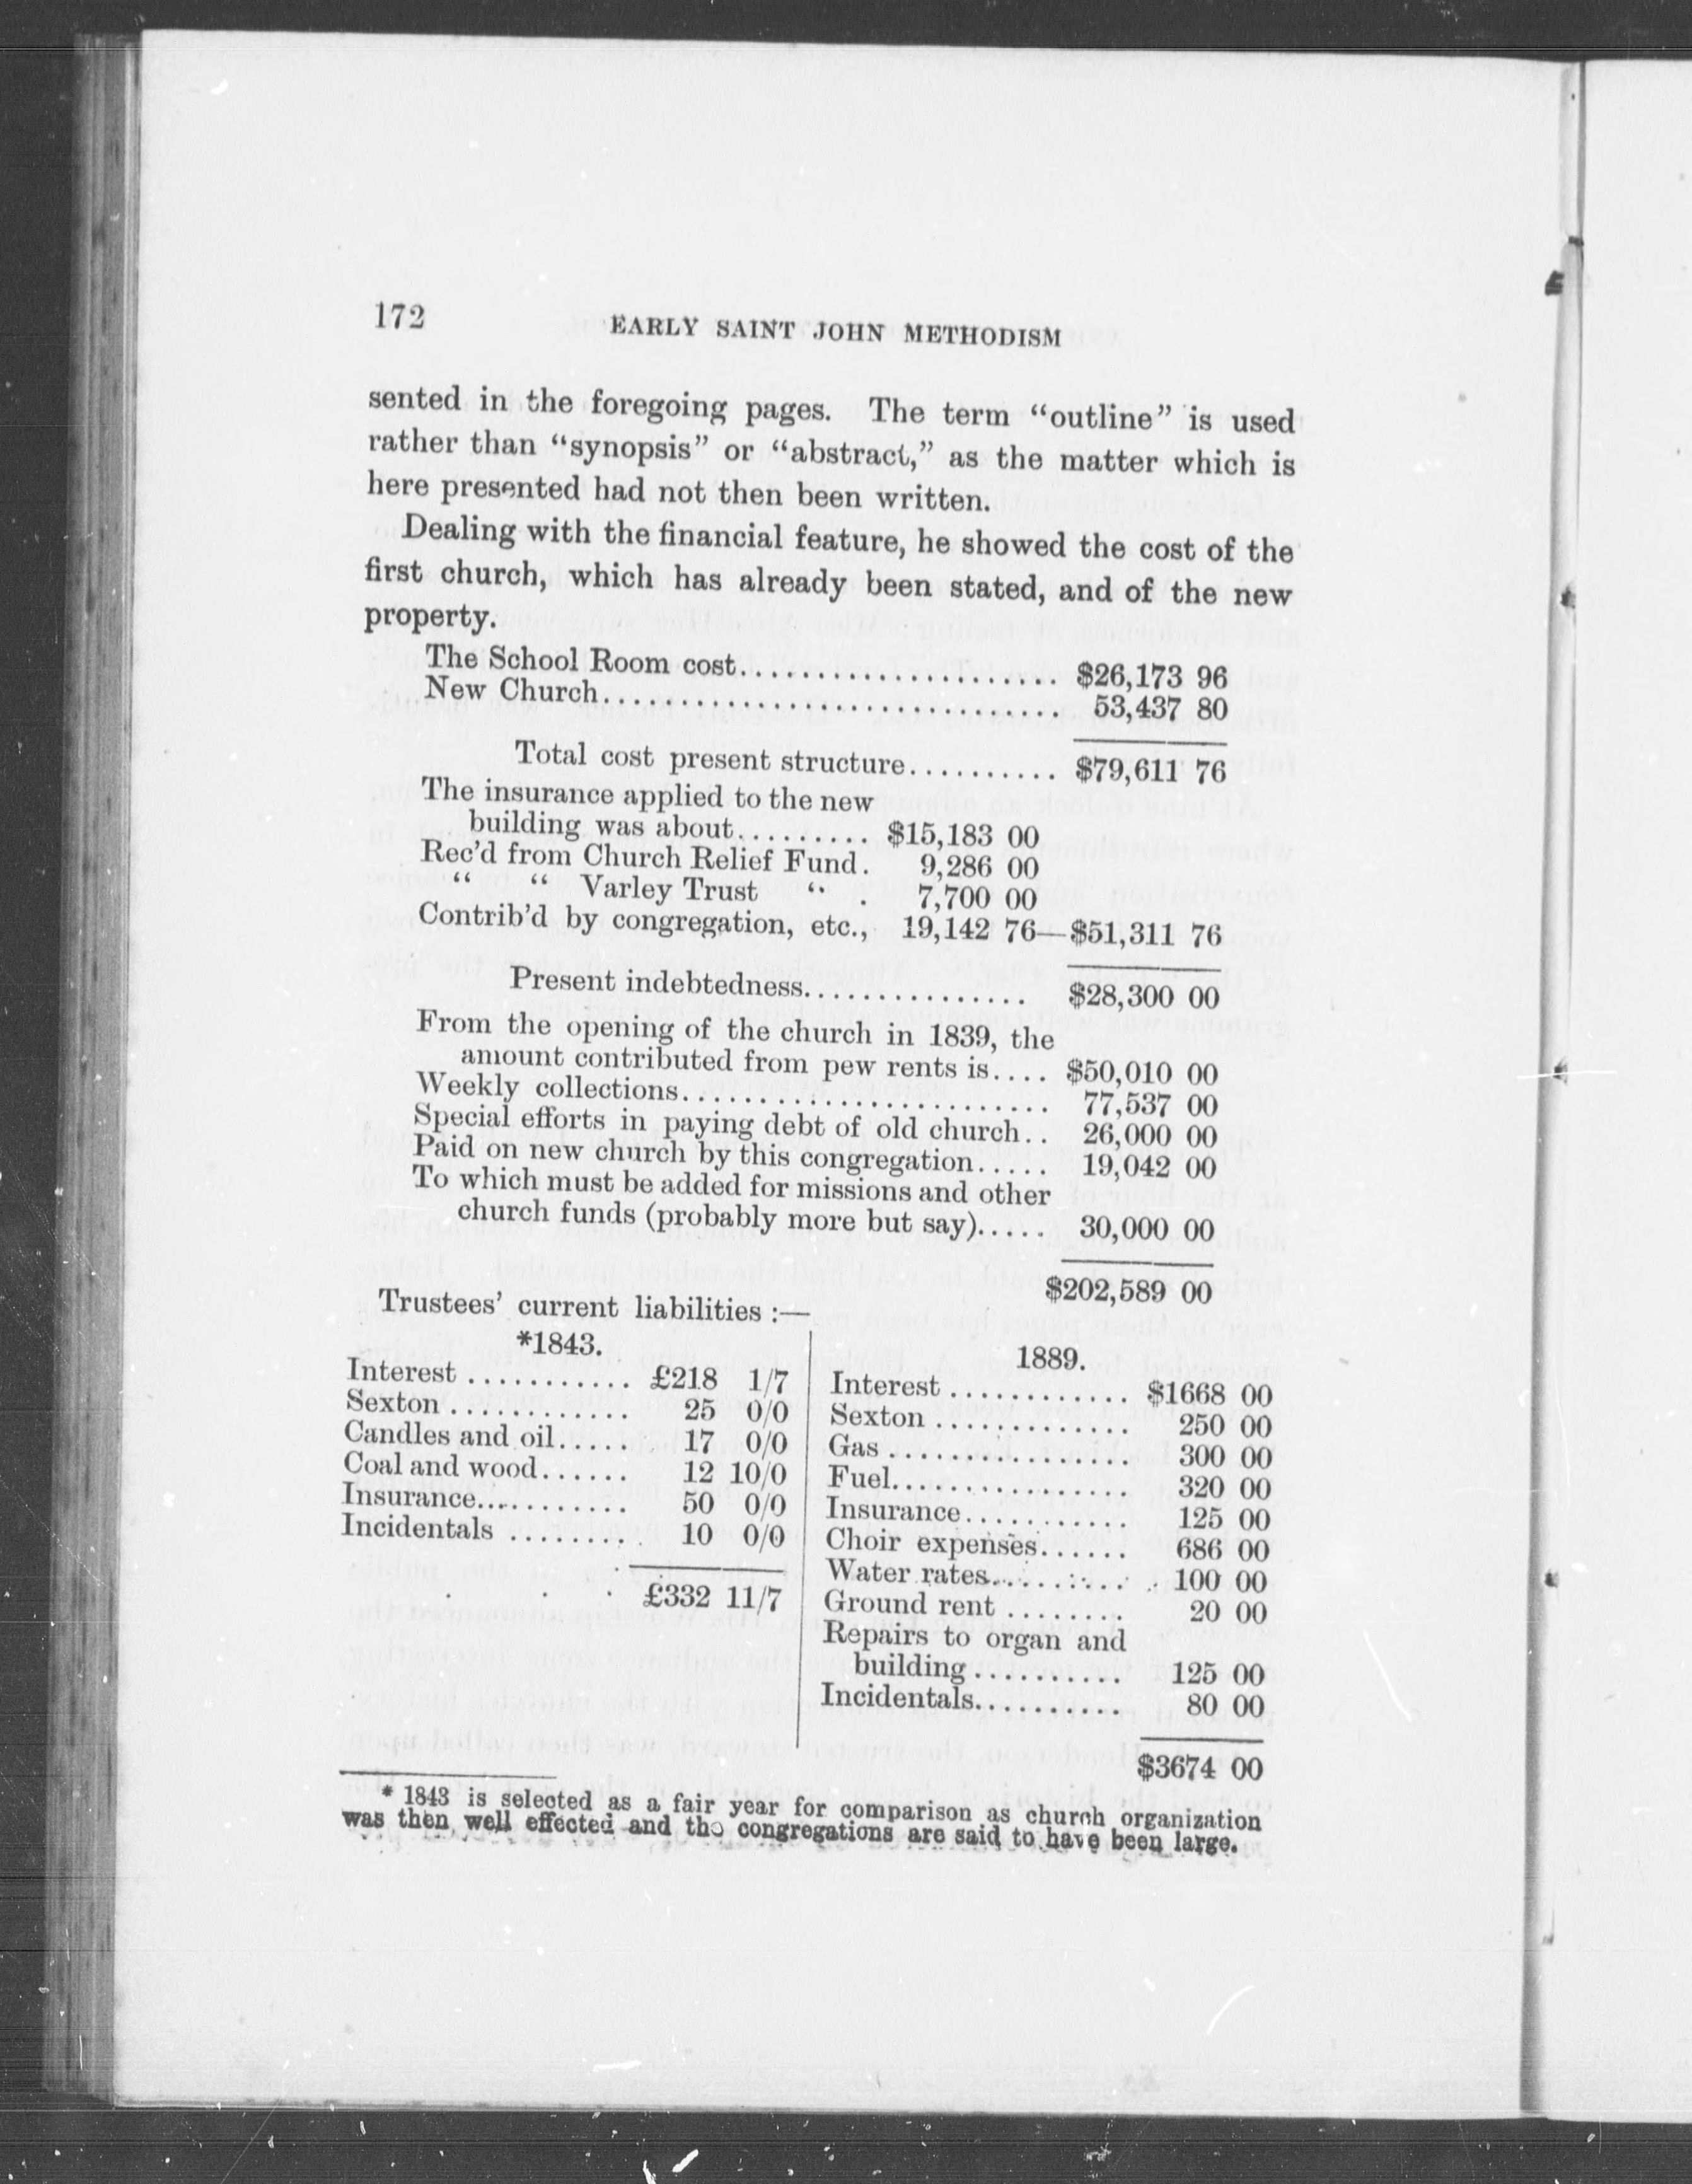 172 EARLY SAINT JOHN METHODISM
sented in the foregoing pages. The term “outline” is used
rather than “synopsis” or “abstract,” as the matter which is
here presented had not then been written.
Dealing with the financial feature, he showed the cost of the
first church, which has already been stated, and of the new
property.
The School Room cost..................... $26,173 96
New Church.............................. 53,437 80
Total cost present structure.......... $79,611 76
The insurance applied to the new
building was about......... $15,183 00
Rec’d from Church Relief Fund. 9,286 00
“ “ Varley Trust “ . 7,700 00
Contrib’d by congregation, etc., 19,142 76—$51,311 76
Present indebtedness............... $28,300 00
From the opening of the church in 1839, the
amount contributed from pew rents is.... $50,010 00
Weekly collections........................ 77,537 00
Special efforts in paying debt of old church.. 26,000 00
Paid on new church by this congregation..... 19,042 00
To which must be added for missions and other
church funds (probably more but say)..... 30,000 00
$202,589 00
Trustees’ current liabilities :—
*1843.
Interest ........... £218 1/7
Sexton ............ 25 0/0
Candles and oil..... 17 0/0
Coal and wood...... 12 10/0
Insurance........... 50 0/0
Incidentals ......... 10 0/0
£332 11/7
1889.
Interest ............ $1668 00
Sexton ............. 250 00
Gas ................ 300 00
Fuel................ 320 00
Insurance........... 125 00
Choir expenses...... 686 00
Water rates......... 100 00
Ground rent ........ 20 00
Repairs to organ and
building .......... 125 00
Incidentals.......... 80 00
$3674 00
* 1843 is selected as a fair year for comparison as church organization
was then well effected and the congregations are said to have been large.